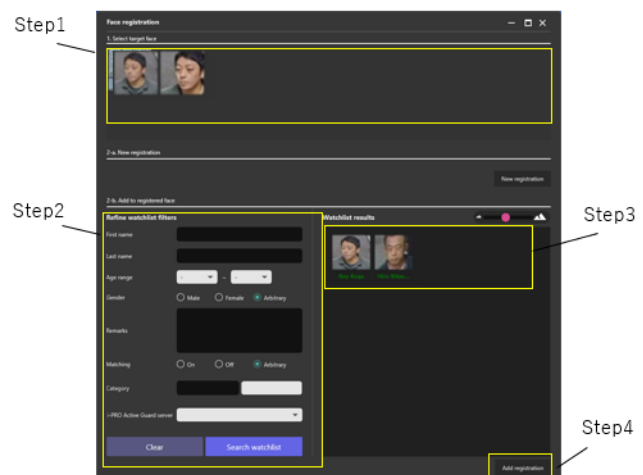 Step1
Face registration
1. Select target face
2-a. New registration
New registration
2-b. Add to registered face
Step2
Refine watchlist filters
Watchlist results
Step3
First name
Last name
Age range
- - -
Gender Male Female Arbitrary
Remarks
Matching On Off Arbitrary
Category
i-PRO Active Guard server
Clear Search watchlist
Step4
Add registration